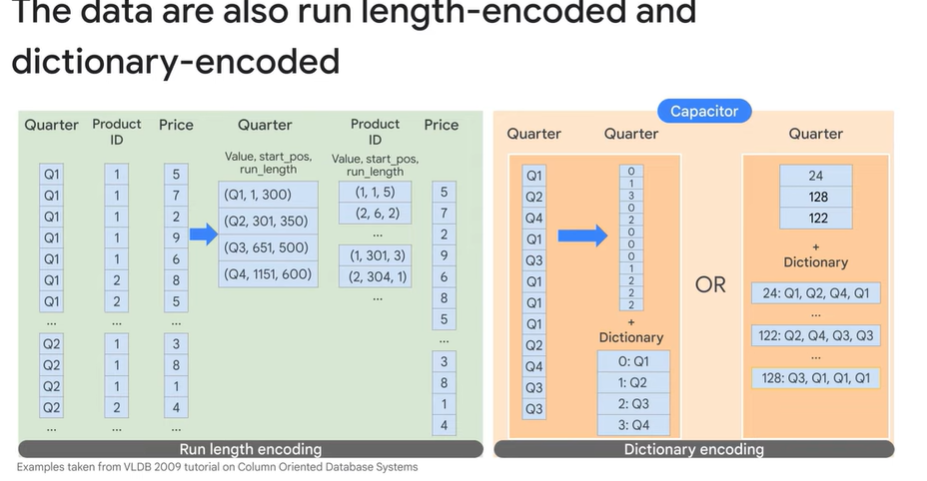 The data are also run length-encoded and
dictionary-encoded
Capacitor
Quarter Product ID Price Quarter Product ID Price
Value, start_pos, run_length Value, start_pos, run_length
Q1 1 5
Q1 1 7
Q1 1 2
Q1 1 9
Q1 1 6
Q1 2 8
Q1 2 5
... ... ...
Q2 1 3
Q2 1 8
Q2 1 1
Q2 2 4
... ... ...
(Q1, 1, 300)
(Q2, 301, 350)
(Q3, 651, 500)
(Q4, 1151, 600)
(1, 1, 5)
(2, 6, 2)
...
(1, 301, 3)
(2, 304, 1)
...
5
7
2
9
6
8
5
...
3
8
1
4
Run length encoding
Quarter Quarter Quarter
Q1
Q2
Q4
Q1
Q3
Q1
Q1
Q1
Q2
Q4
Q3
Q3
0
1
3
0
2
0
0
0
1
2
2
2
+
Dictionary
0: Q1
1: Q2
2: Q3
3: Q4
OR
24
128
122
+
Dictionary
24: Q1, Q2, Q4, Q1
...
122: Q2, Q4, Q3, Q3
...
128: Q3, Q1, Q1, Q1
Dictionary encoding
Examples taken from VLDB 2009 tutorial on Column Oriented Database Systems